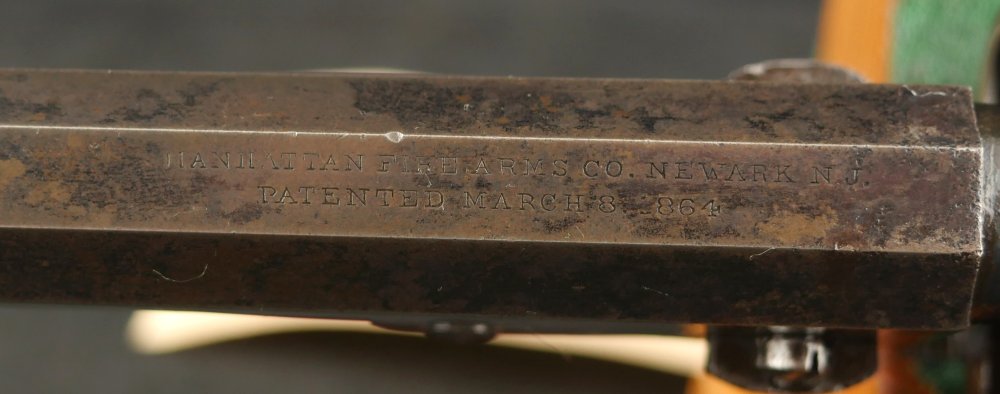 MANHATTAN FIRE ARMS CO. NEWARK N.J.
PATENTED MARCH 8 864